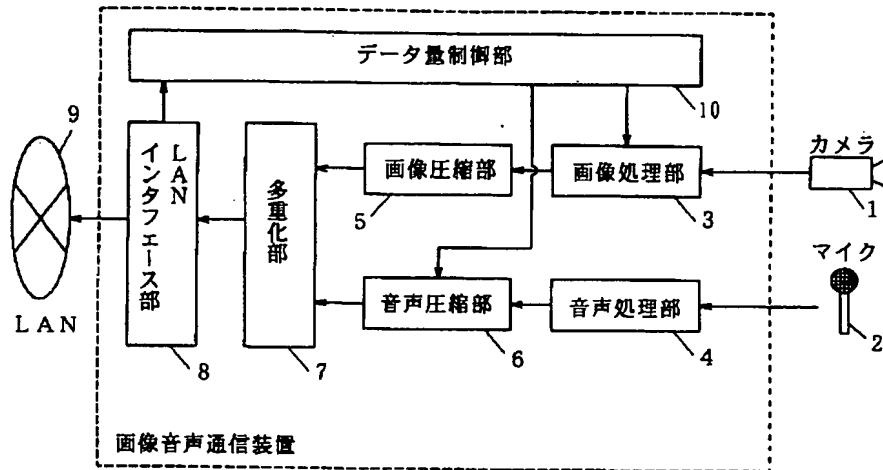 データ量制御部
10
9
LAN
インタフェース部
多重化部
画像圧縮部
画像処理部
カメラ
5
3
1
マイク
音声圧縮部
音声処理部
LAN
8
7
6
4
2
画像音声通信装置